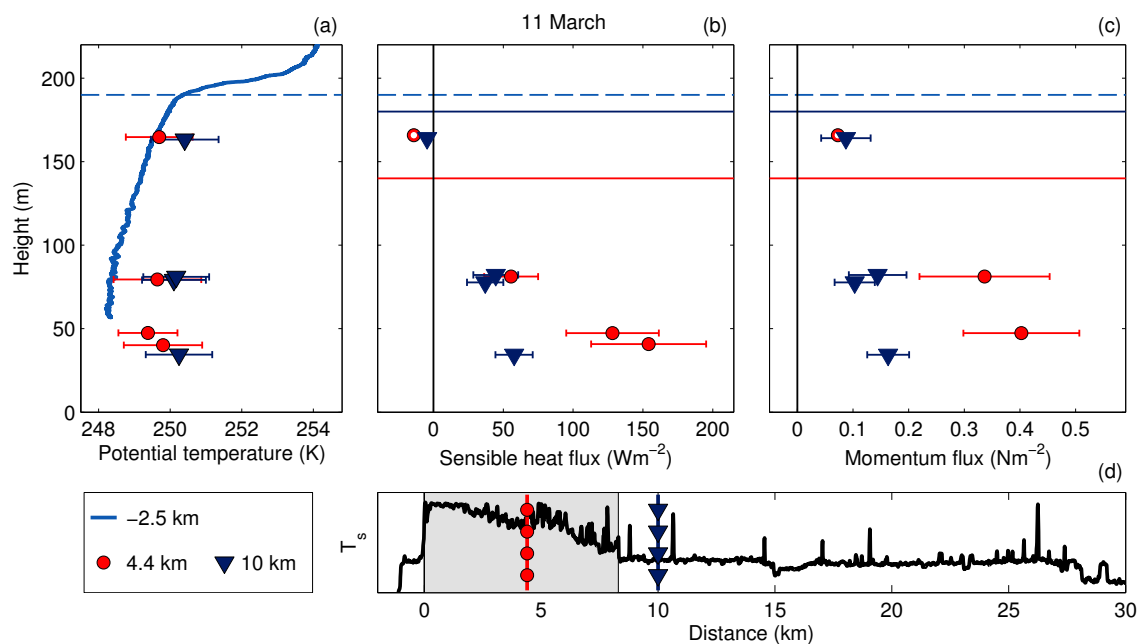 11 March
(a)
(b)
(c)
200
150
100
50
0
Height (m)
248 250 252 254
Potential temperature (K)
0 50 100 150 200
Sensible heat flux (Wm−2)
0 0.1 0.2 0.3 0.4 0.5
Momentum flux (Nm−2)
(d)
−2.5 km
4.4 km
10 km
Ts
0 5 10 15 20 25 30
Distance (km)